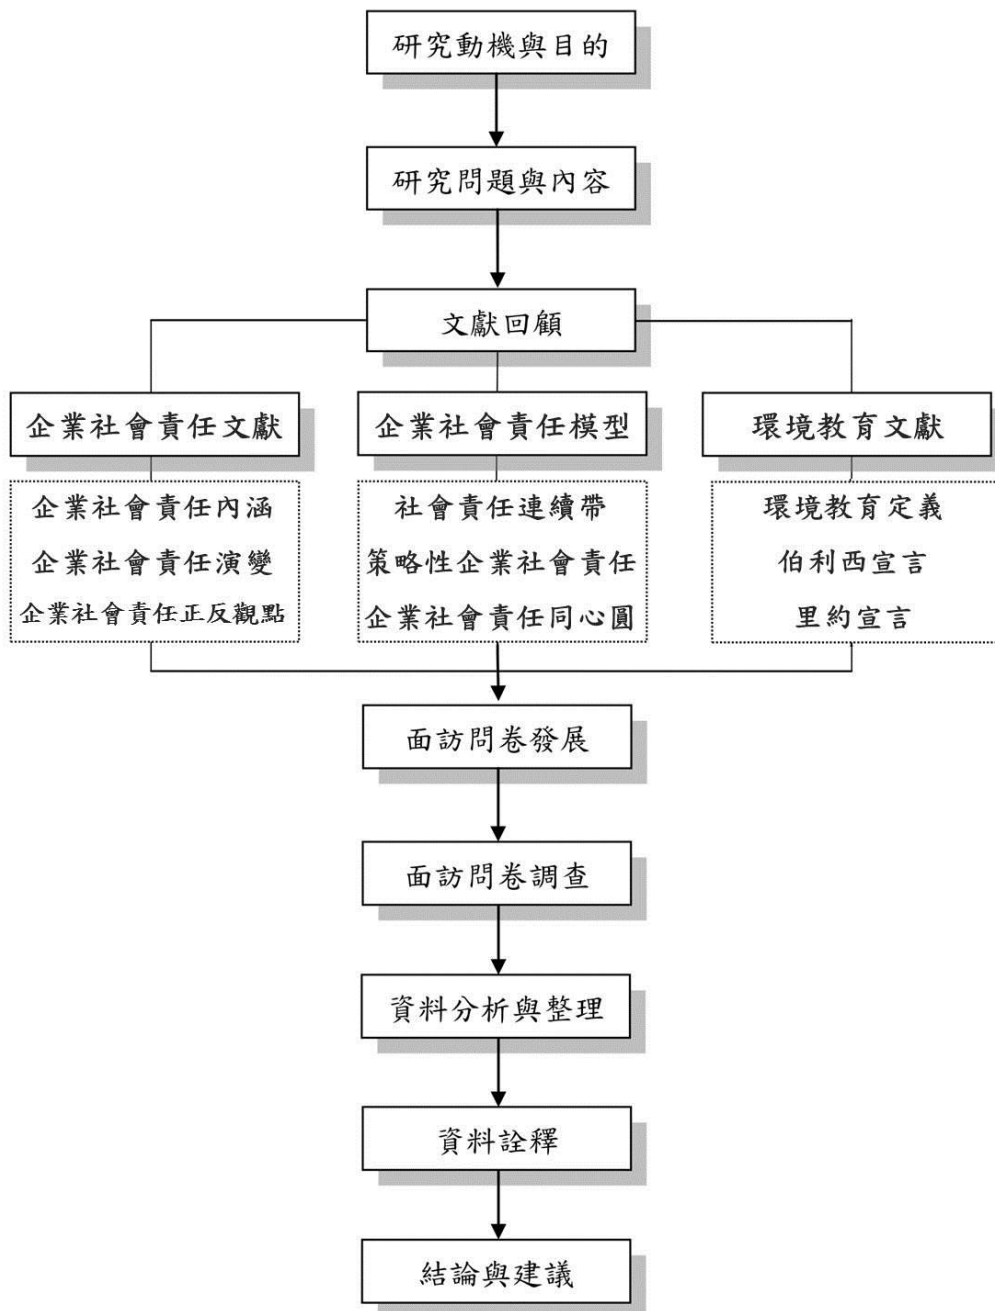 研究動機與目的
研究問題與內容
文獻回顧
企業社會責任文獻
企業社會責任內涵
企業社會責任演變
企業社會責任正反觀點
企業社會責任模型
社會責任連續帶
策略性企業社會責任
企業社會責任同心圓
環境教育文獻
環境教育定義
伯利西宣言
里約宣言
面訪問卷發展
面訪問卷調查
資料分析與整理
資料詮釋
結論與建議